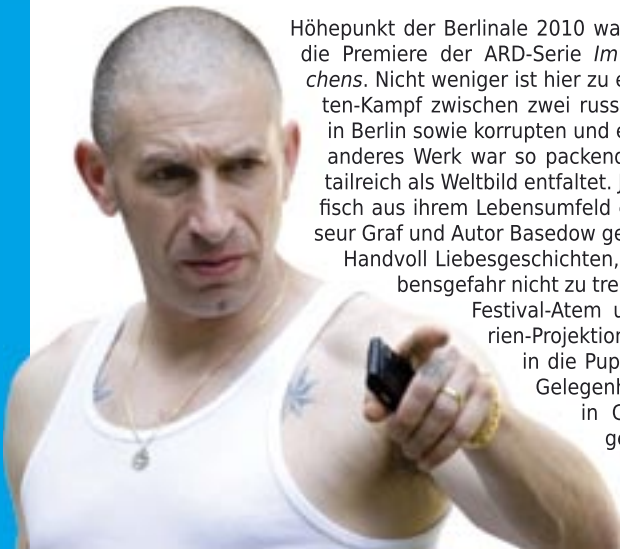 Höhepunkt der Berlinale 2010 wa
die Premiere der ARD-Serie Im
chens. Nicht weniger ist hier zu e
ten-Kampf zwischen zwei russ
in Berlin sowie korrupten und e
anderes Werk war so packend
tailreich als Weltbild entfaltet. J
fisch aus ihrem Lebensumfeld
seur Graf und Autor Basedow ge
Handvoll Liebesgeschichten,
bensgefahr nicht zu tre
Festival-Atem u
rien-Projektion
in die Pup
Gelegenh
in
ge